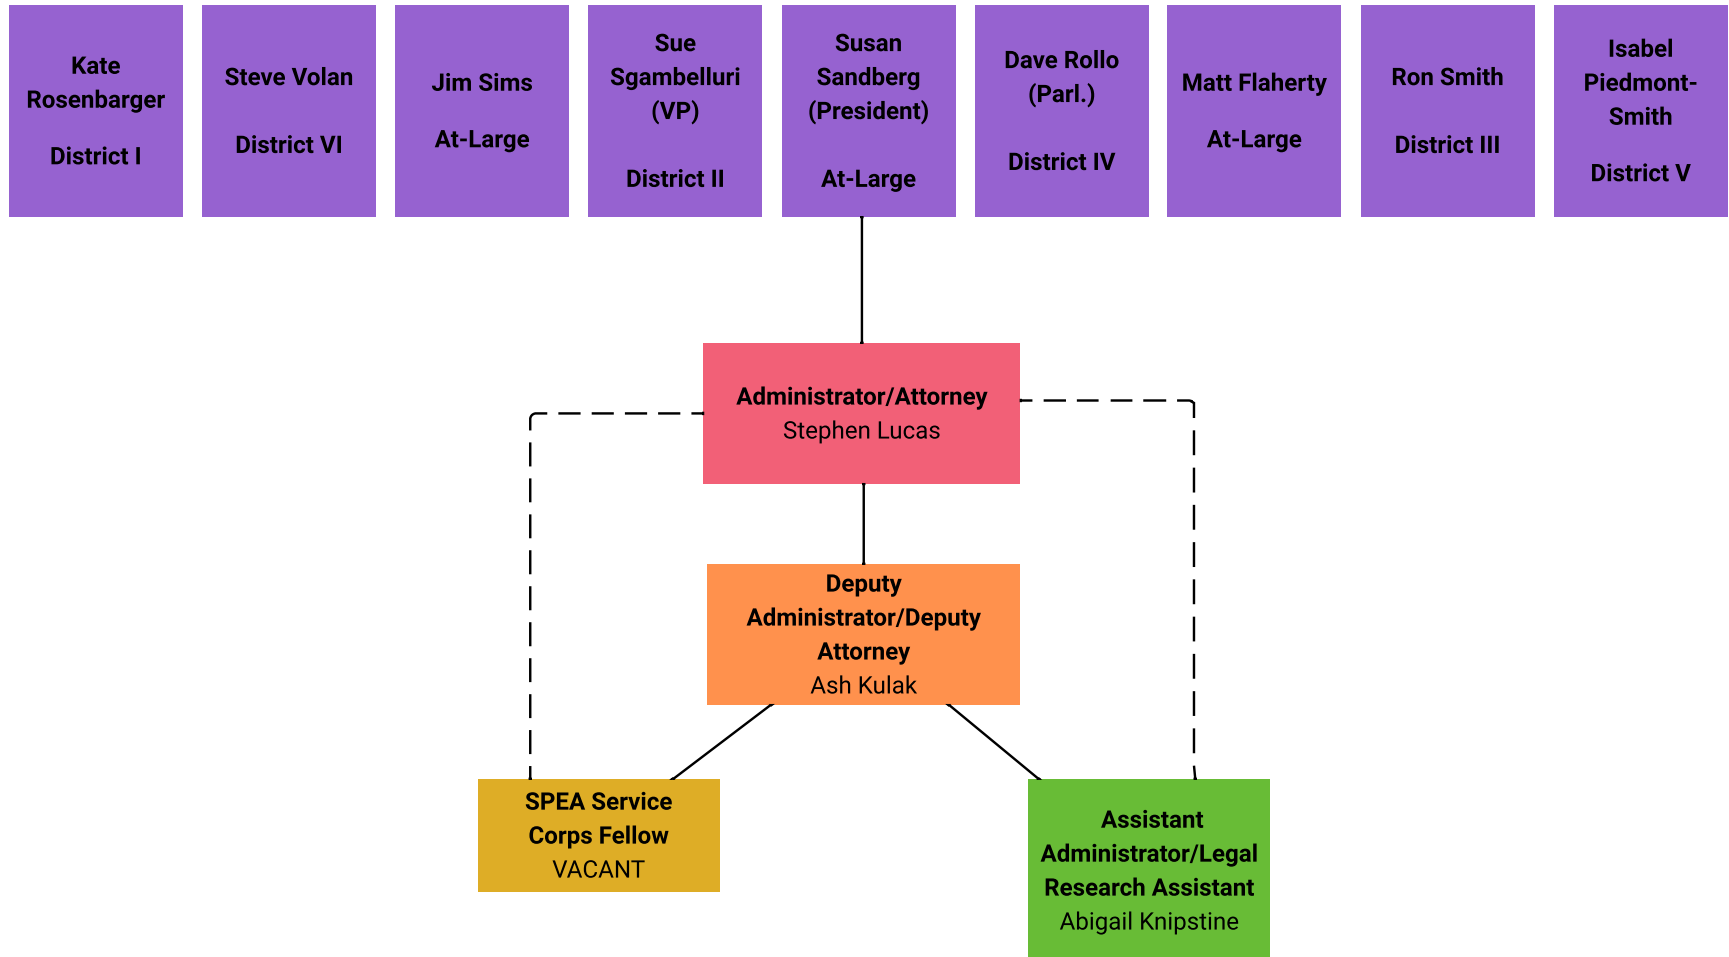 Kate
Rosenbarger
District I
Steve Volan
District VI
Jim Sims
At-Large
Sue
Sgambelluri
(VP)
District II
Susan
Sandberg
(President)
At-Large
Dave Rollo
(Parl.)
District IV
Matt Flaherty
At-Large
Ron Smith
District III
Isabel
Piedmont-
Smith
District V
Administrator/Attorney
Stephen Lucas
Deputy
Administrator/Deputy
Attorney
Ash Kulak
SPEA Service
Corps Fellow
VACANT
Assistant
Administrator/Legal
Research Assistant
Abigail Knipstine